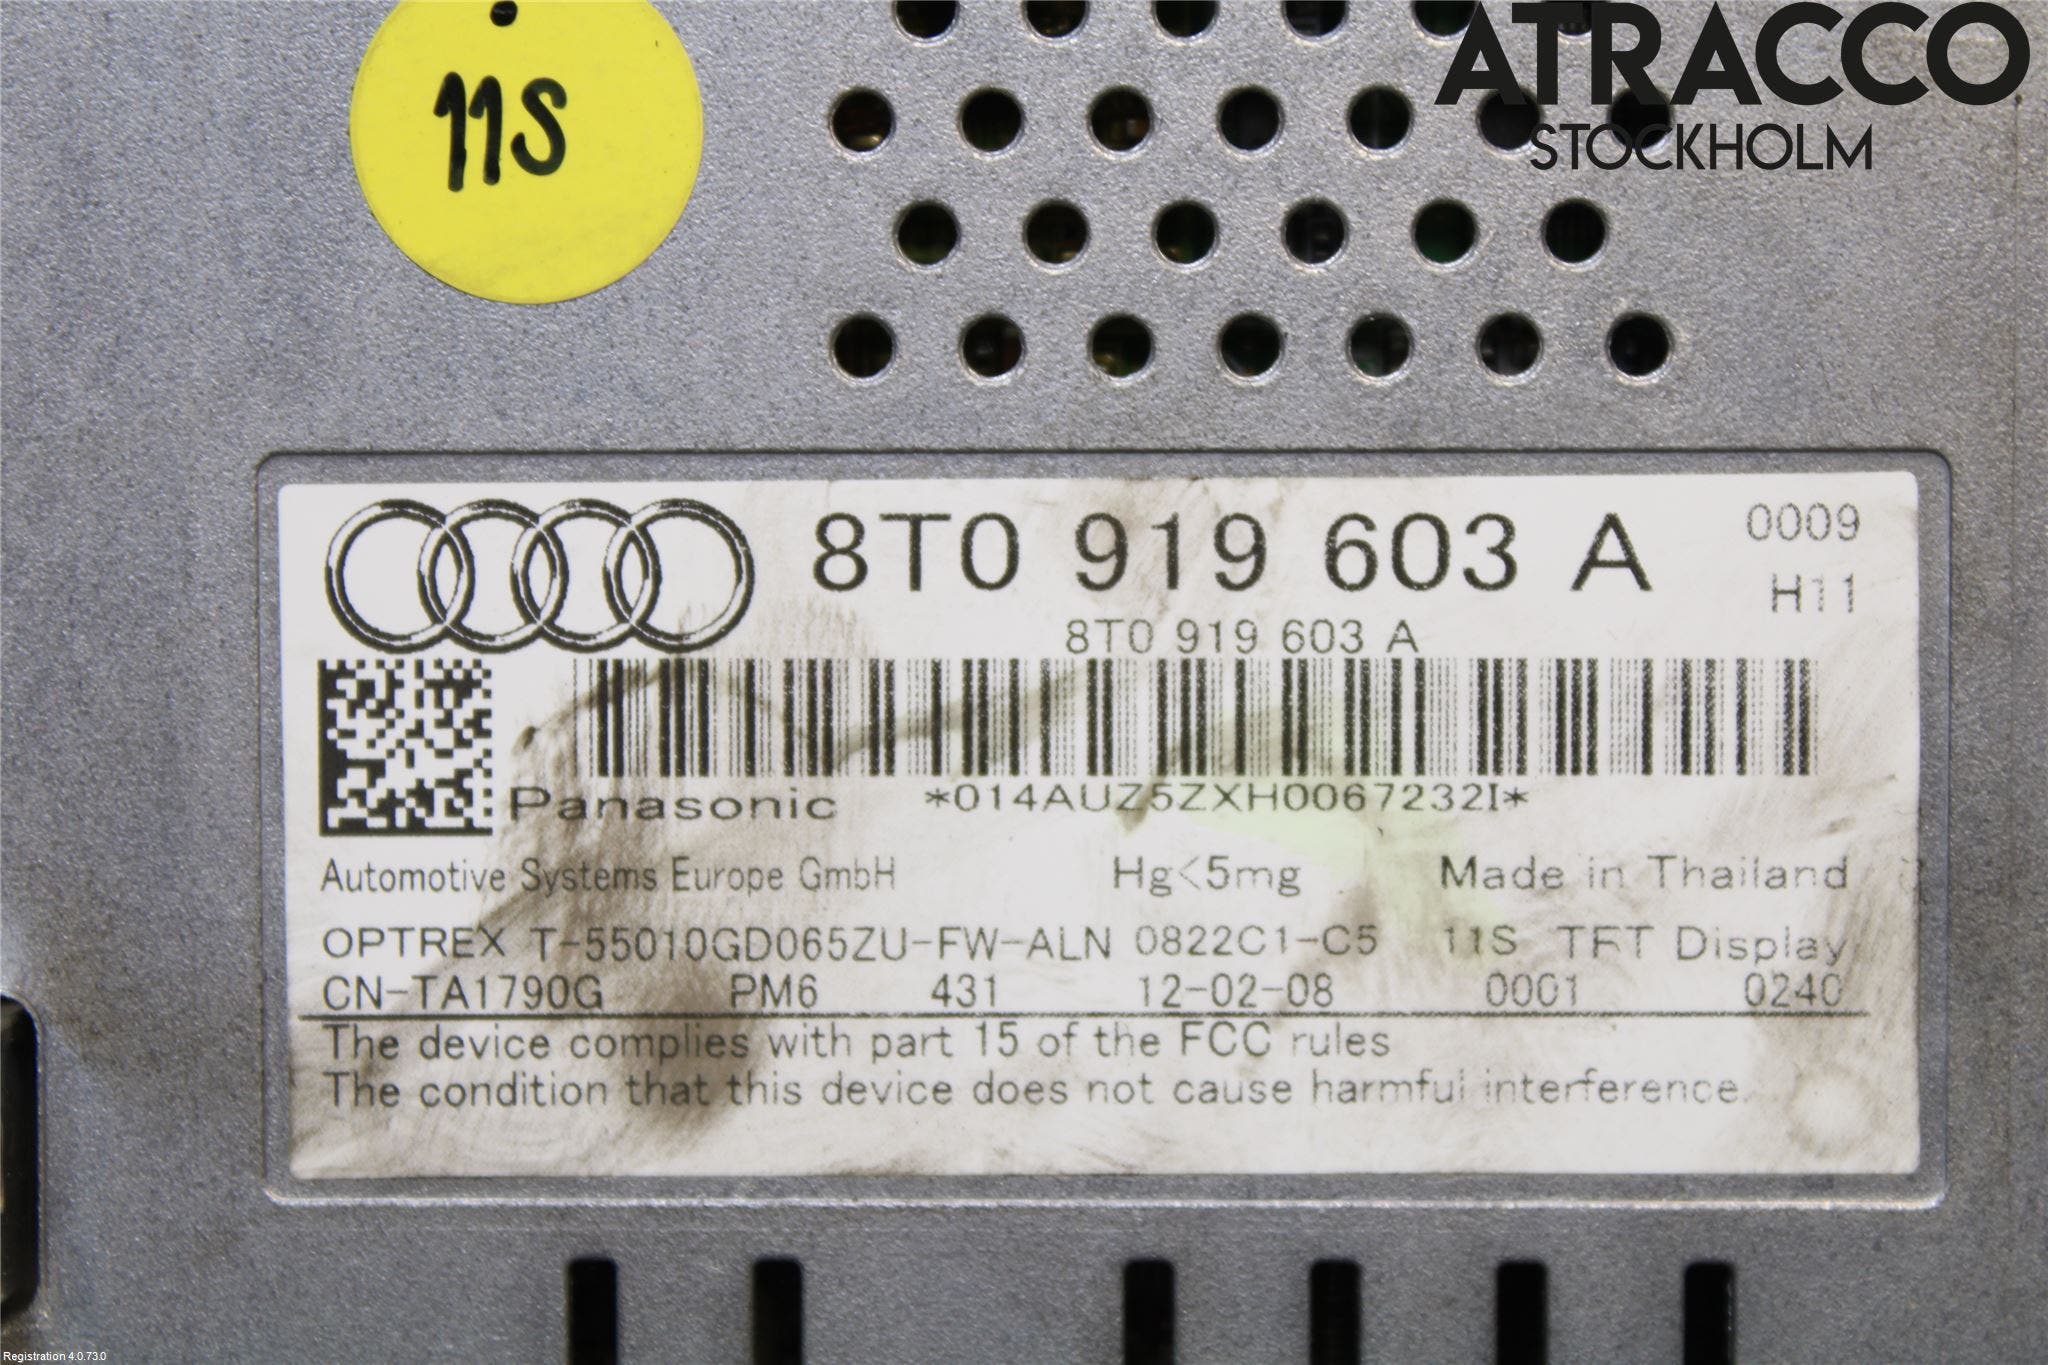 11S
ATRACCO
STOCKHOLM
8T0 919 603 A
0009
H11
8T0 919 603 A
Panasonic *014AUZ5ZXH0067232I*
Automotive Systems Europe GmbH Hg<5mg Made in Thailand
OPTREX T-55010GD065ZU-FW-ALN 0822C1-C5 11S TFT Display
CN-TA1790G PM6 431 12-02-08 0001 0240
The device complies with part 15 of the FCC rules
The condition that this device does not cause harmful interference.
Registration 4.0.73.0